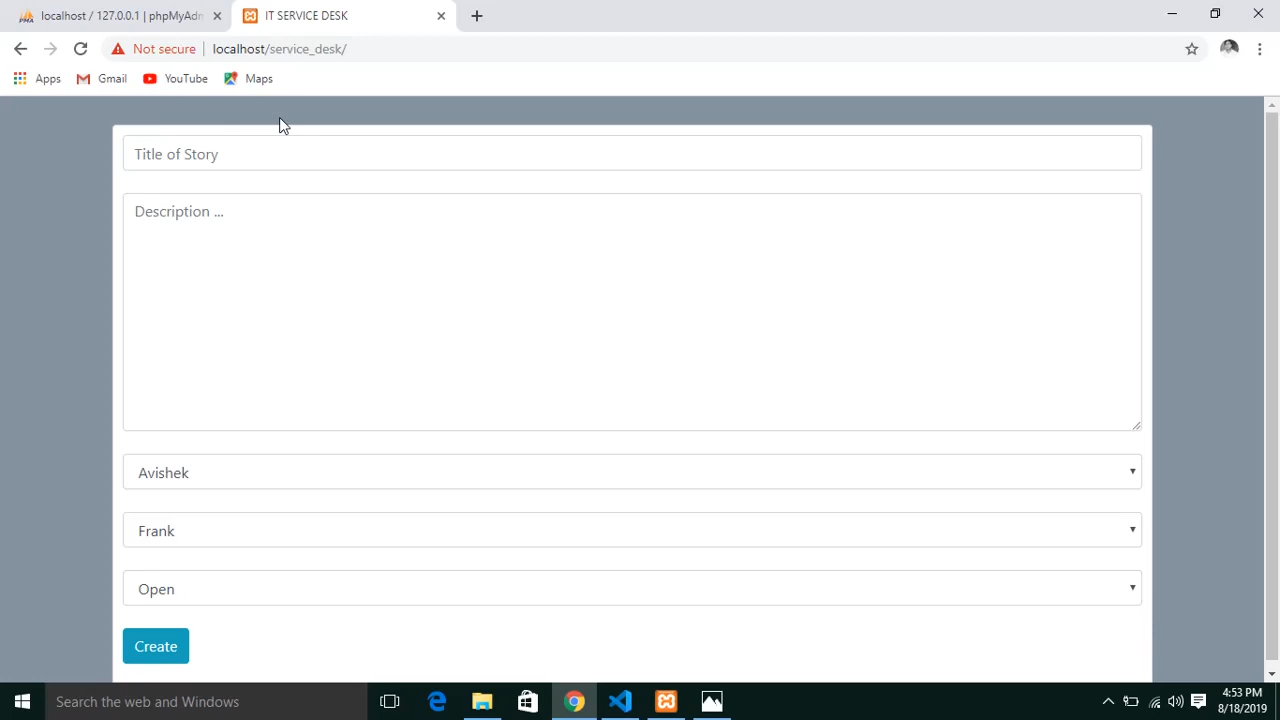 localhost / 127.0.0.1 | phpMyAdm
IT SERVICE DESK
Not secure
localhost/service_desk/
Apps
Gmail
YouTube
Maps
Title of Story
Description ...
Avishek
Frank
Open
Create
Search the web and Windows
4:53 PM
8/18/2019